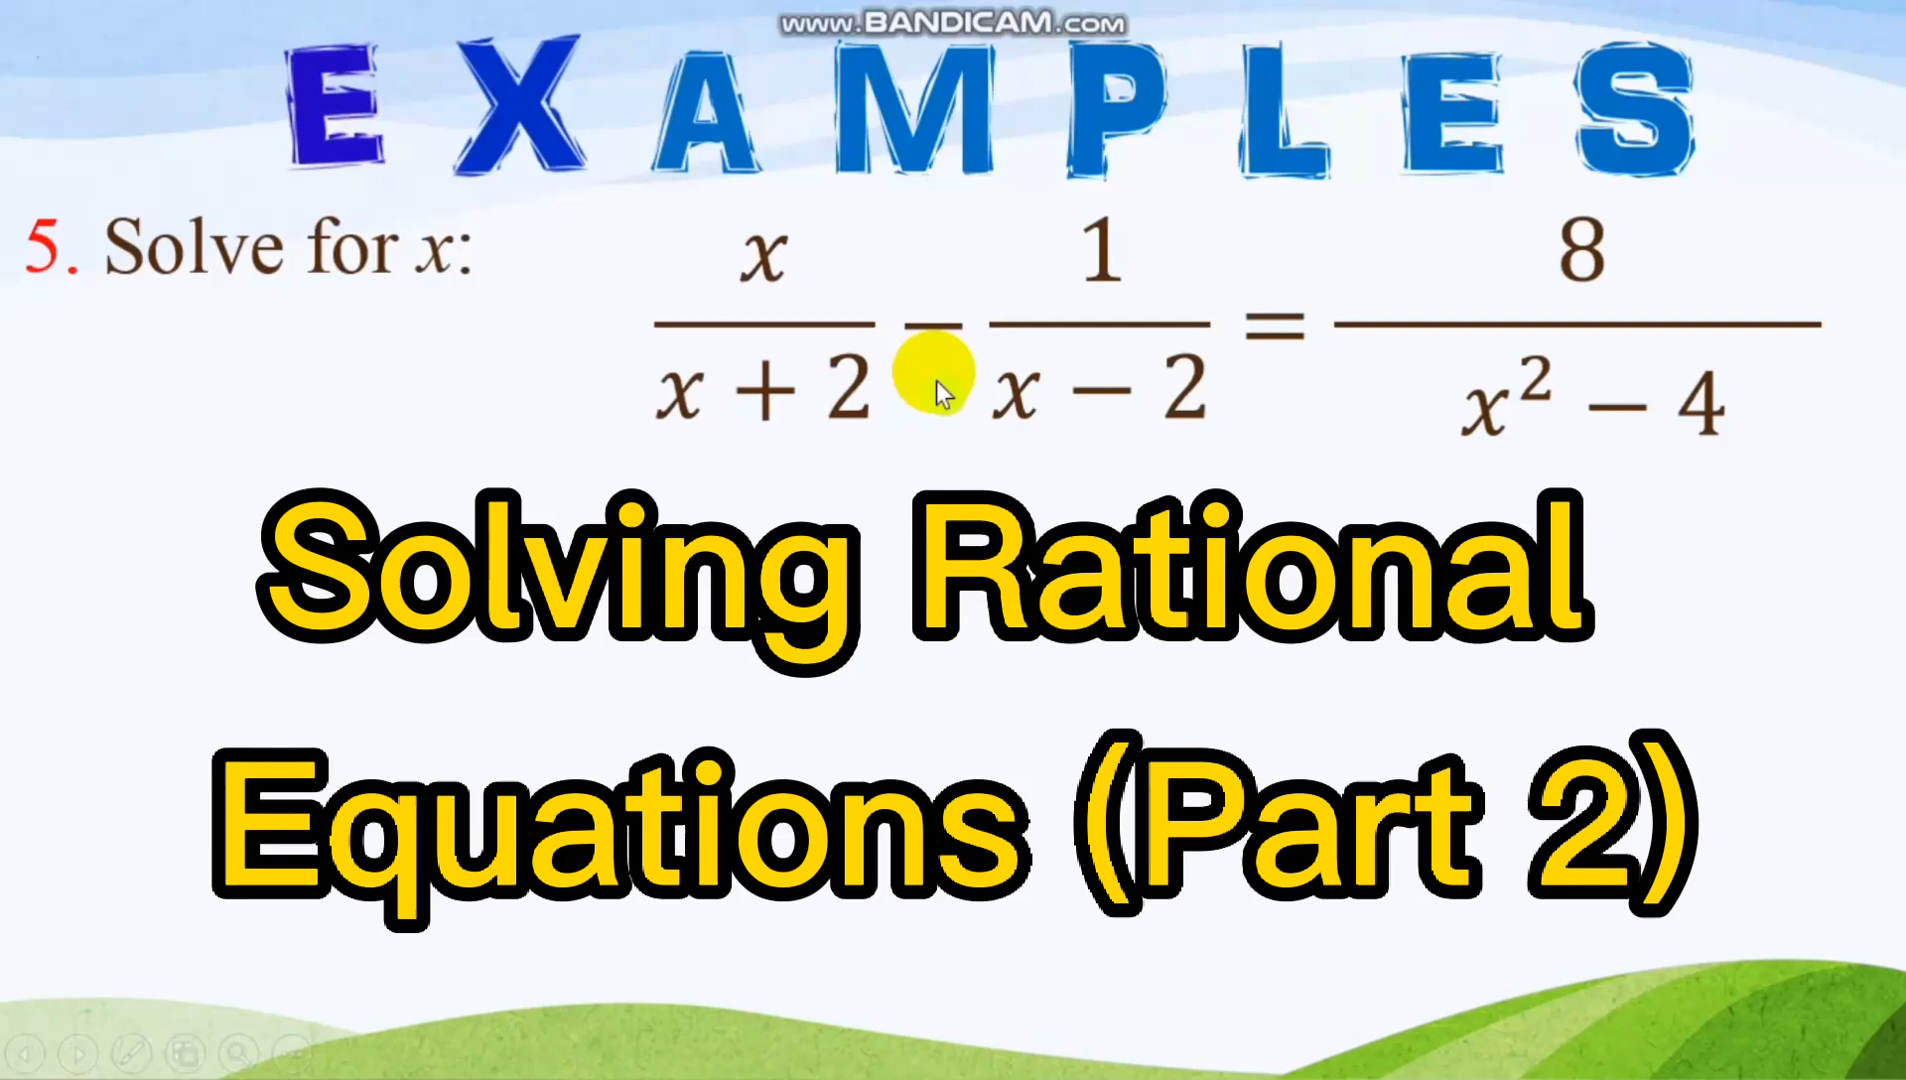 www.BANDICAM.com
EXAMPLES
5. Solve for x: x/(x + 2) − 1/(x − 2) = 8/(x² − 4)
Solving Rational
Equations (Part 2)